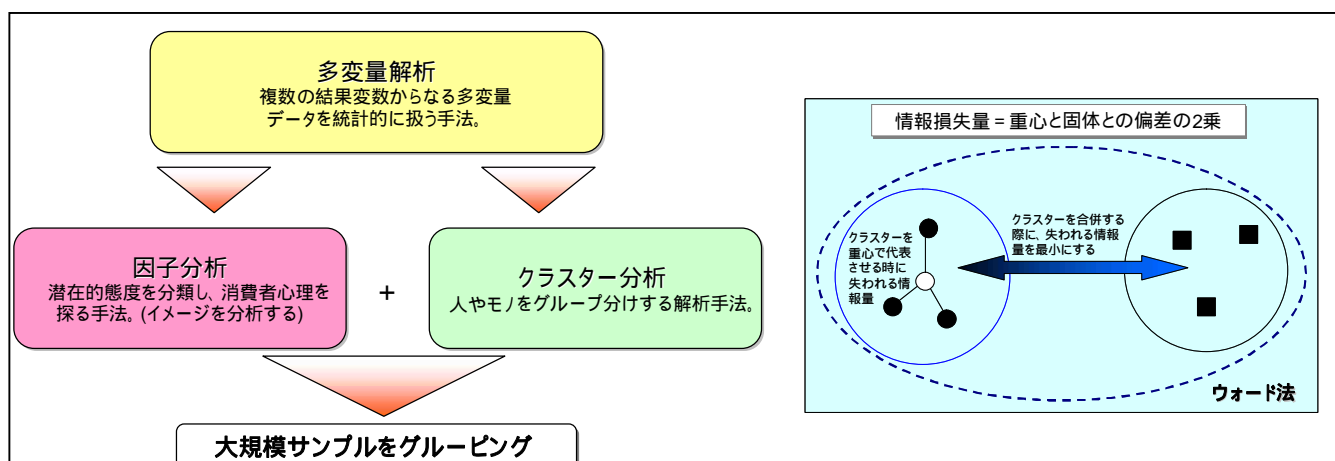 多変量解析
複数の結果変数からなる多変量
データを統計的に扱う手法。
因子分析
潜在的態度を分類し、消費者心理を
探る手法。(イメージを分析する)
+
クラスター分析
人やモノをグループ分けする解析手法。
大規模サンプルをグルーピング
情報損失量 = 重心と固体との偏差の2乗
クラスターを
重心で代表
させる時に
失われる情
報量
クラスターを合併する
際に、失われる情報
量を最小にする
ウォード法